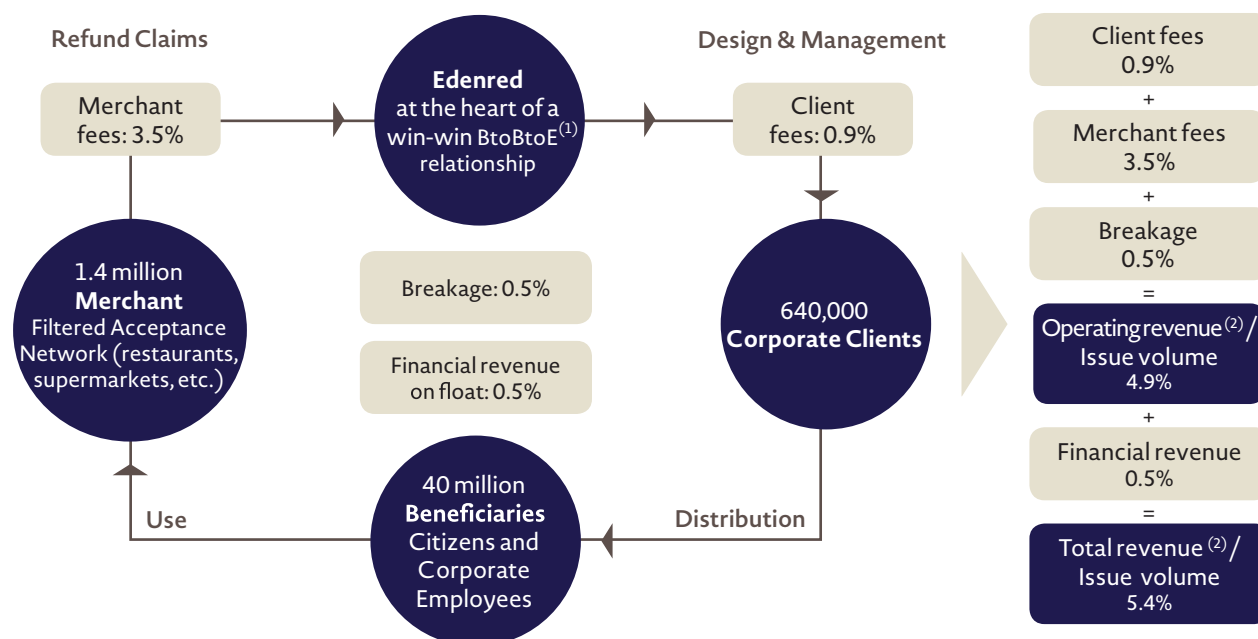 Refund Claims
Design & Management
Merchant
fees: 3.5%
Edenred
at the heart of a
win-win BtoBtoE(1)
relationship
Client
fees: 0.9%
1.4 million
Merchant
Filtered Acceptance
Network (restaurants,
supermarkets, etc.)
Breakage: 0.5%
Financial revenue
on float: 0.5%
640,000
Corporate Clients
40 million
Beneficiaries
Citizens and
Corporate
Employees
Use
Distribution
Client fees
0.9%
+
Merchant fees
3.5%
+
Breakage
0.5%
=
Operating revenue (2)/
Issue volume
4.9%
+
Financial revenue
0.5%
=
Total revenue (2)/
Issue volume
5.4%